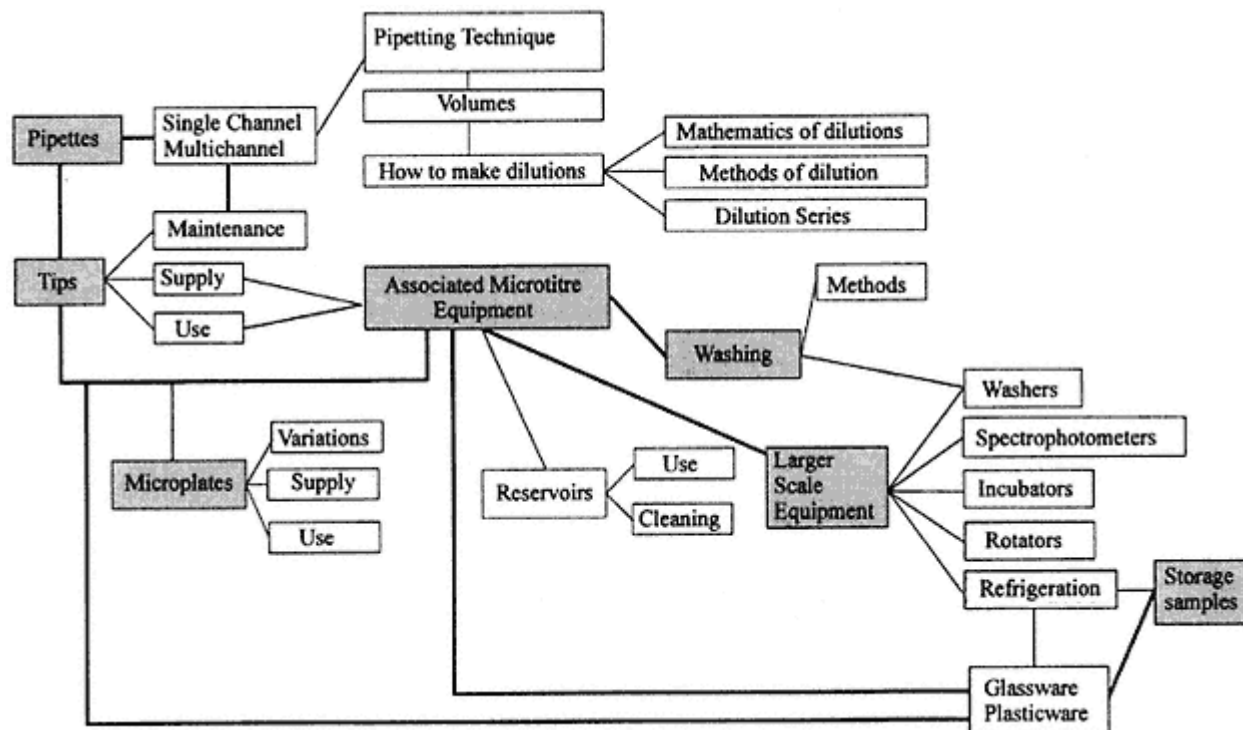 Pipetting Technique
Volumes
Pipettes
Single Channel
Multichannel
How to make dilutions
Mathematics of dilutions
Methods of dilution
Dilution Series
Maintenance
Tips
Supply
Use
Associated Microtitre
Equipment
Methods
Washing
Washers
Variations
Microplates
Supply
Use
Reservoirs
Use
Cleaning
Larger
Scale
Equipment
Spectrophotometers
Incubators
Rotators
Refrigeration
Storage
samples
Glassware
Plasticware